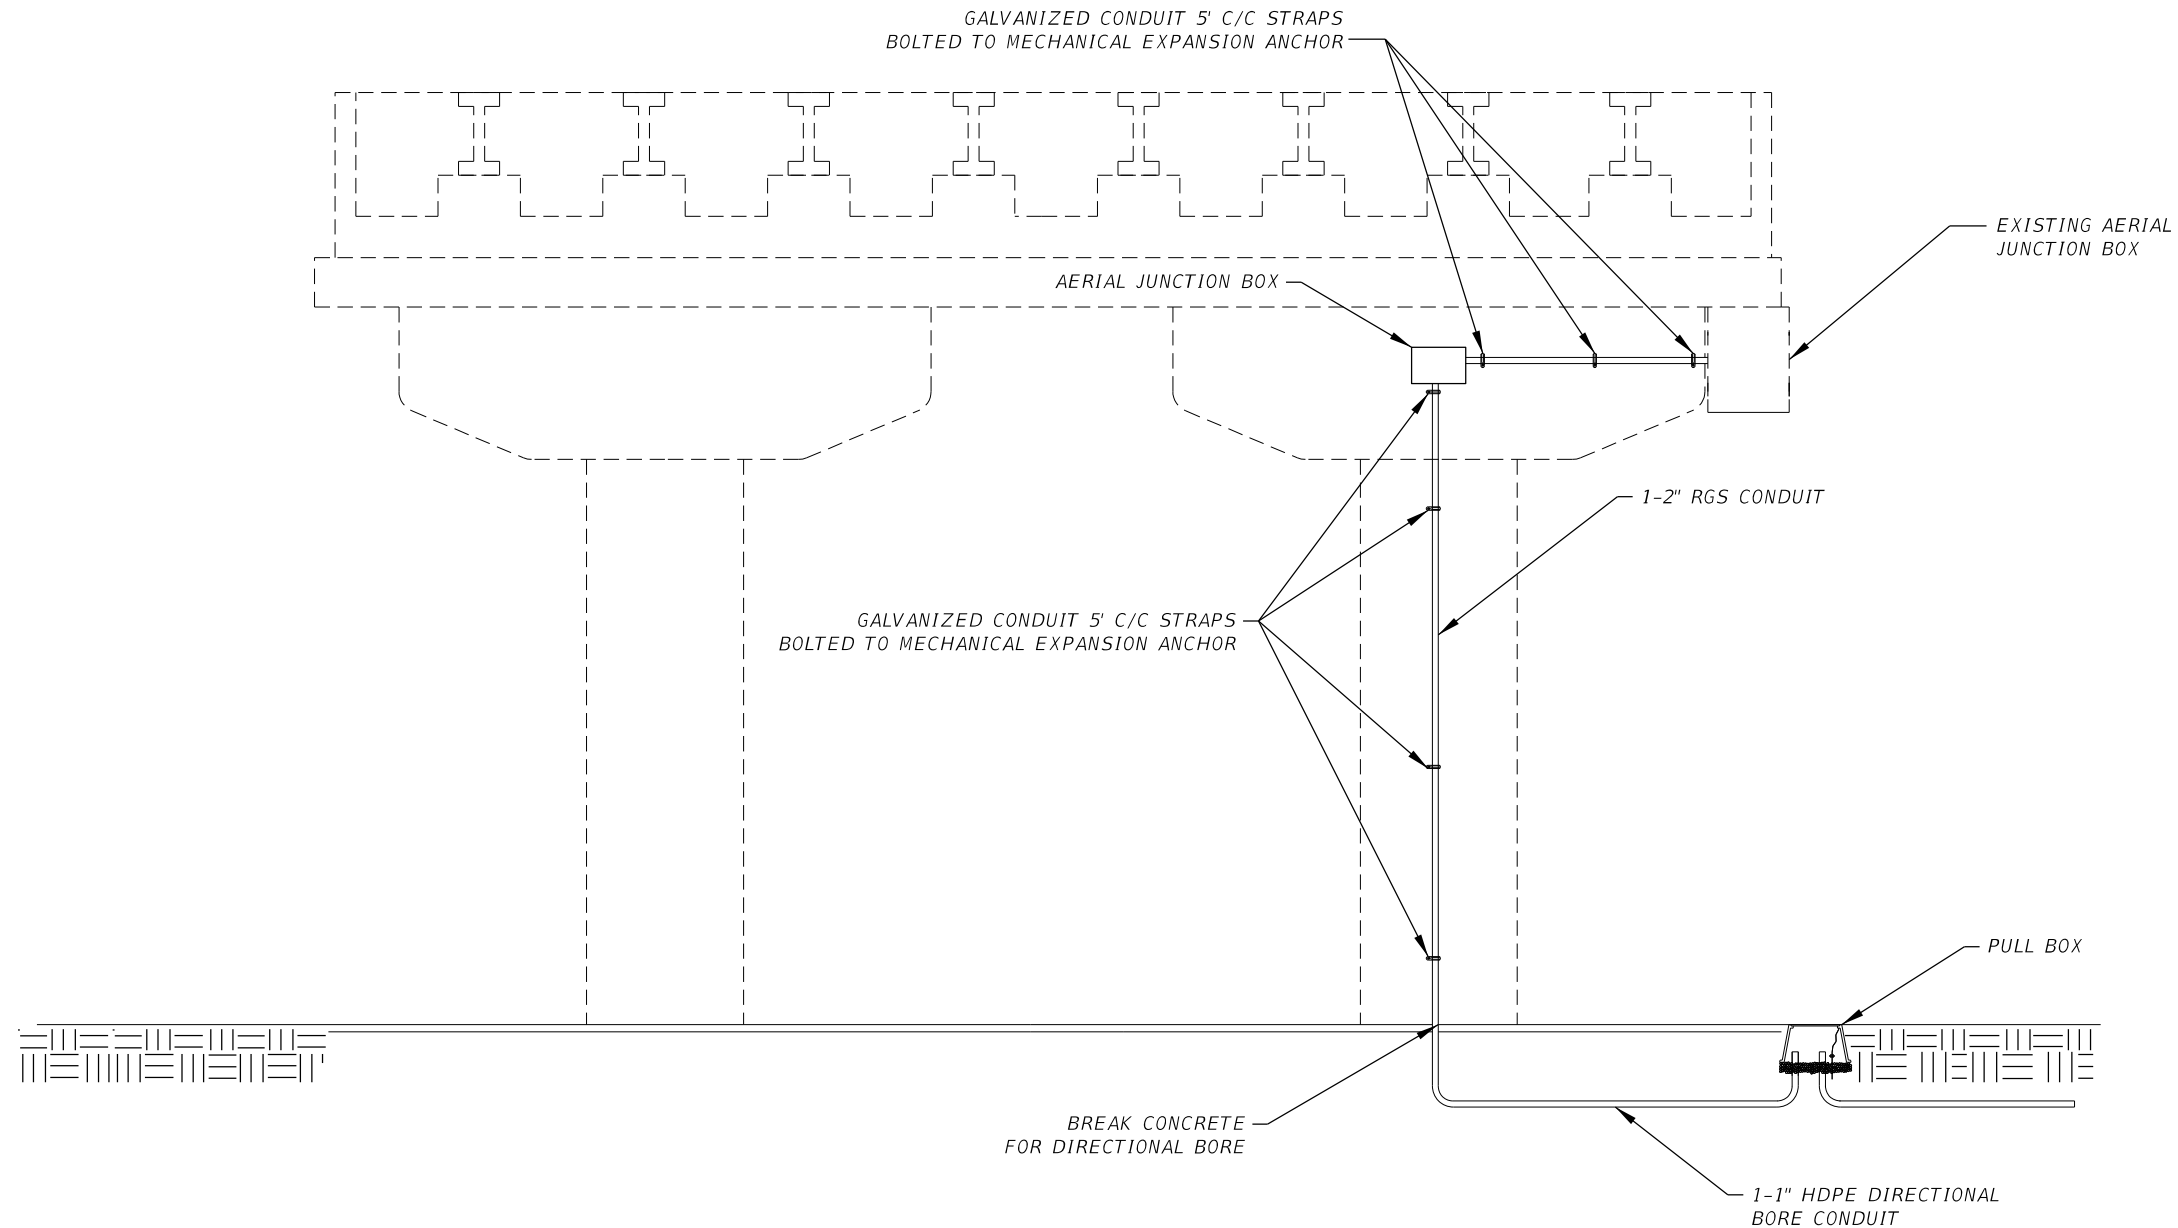 GALVANIZED CONDUIT 5' C/C STRAPS
BOLTED TO MECHANICAL EXPANSION ANCHOR
EXISTING AERIAL
JUNCTION BOX
AERIAL JUNCTION BOX
1-2" RGS CONDUIT
GALVANIZED CONDUIT 5' C/C STRAPS
BOLTED TO MECHANICAL EXPANSION ANCHOR
PULL BOX
BREAK CONCRETE
FOR DIRECTIONAL BORE
1-1" HDPE DIRECTIONAL
BORE CONDUIT